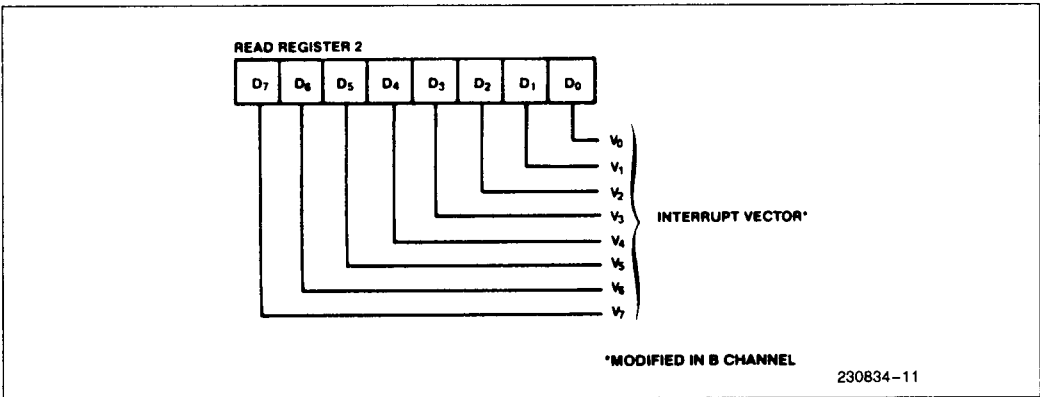 READ REGISTER 2
D7 D6 D5 D4 D3 D2 D1 D0
V0
V1
V2
V3 INTERRUPT VECTOR*
V4
V5
V6
V7
*MODIFIED IN B CHANNEL
230834-11